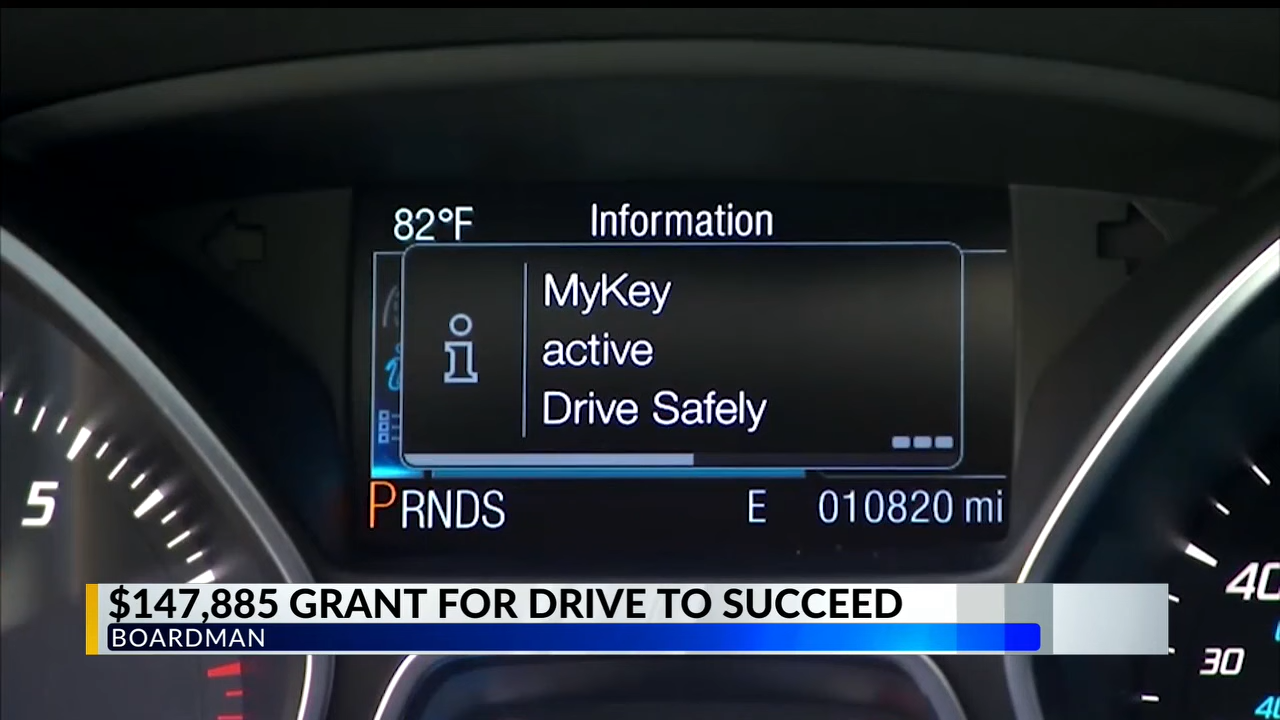 82°F Information
MyKey
active
Drive Safely
PRNDS E 010820 mi
5
40
30
$147,885 GRANT FOR DRIVE TO SUCCEED
BOARDMAN